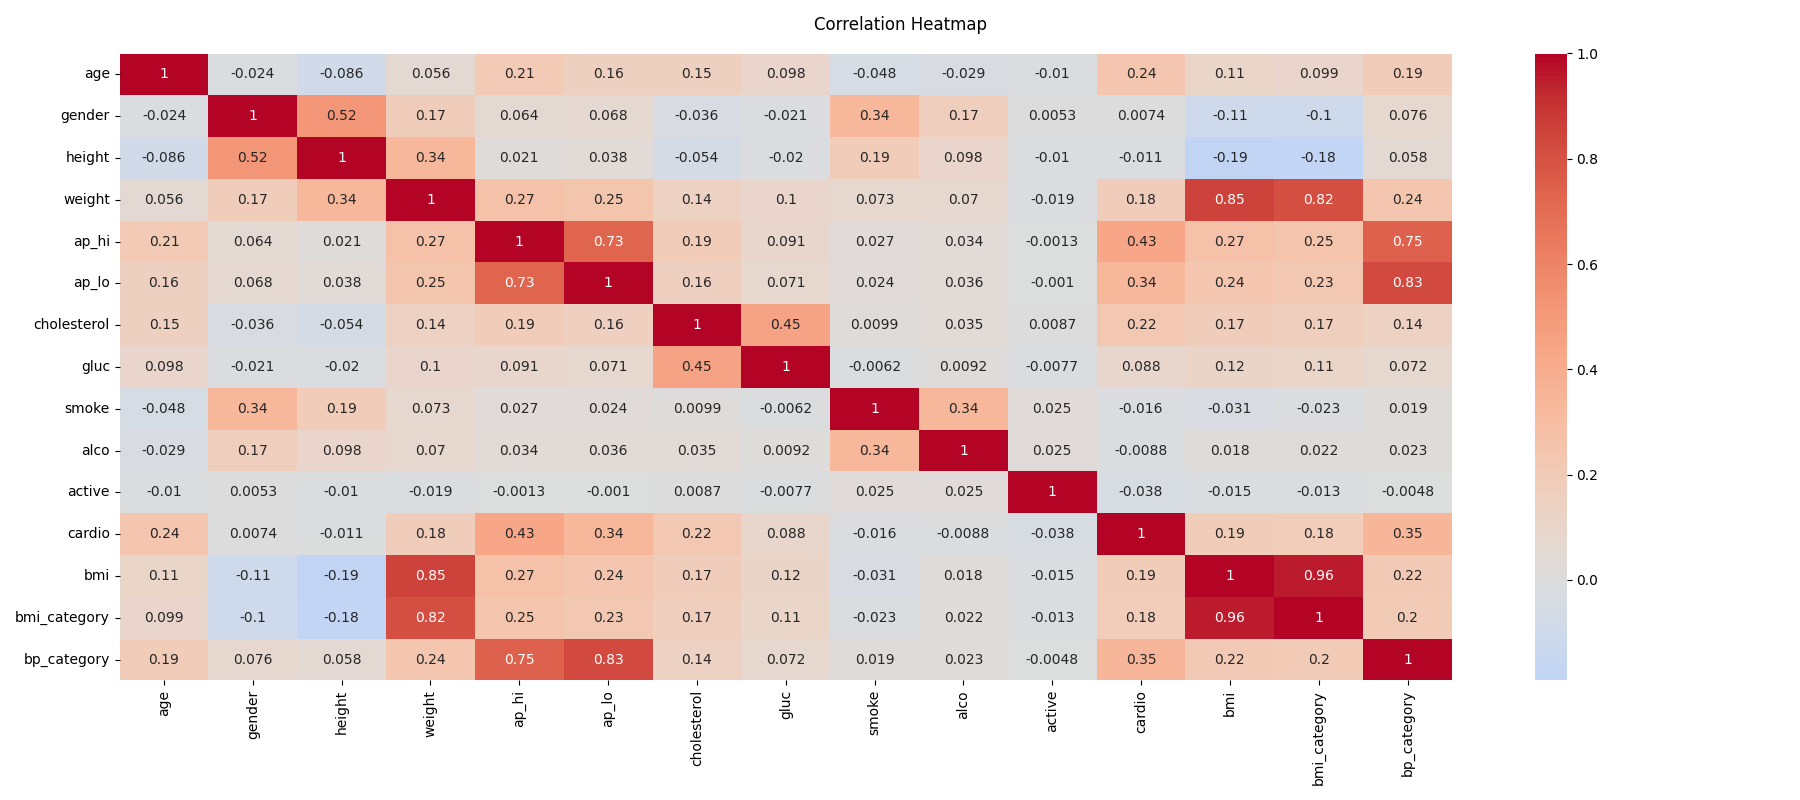 Correlation Heatmap
age 1 -0.024 -0.086 0.056 0.21 0.16 0.15 0.098 -0.048 -0.029 -0.01 0.24 0.11 0.099 0.19
gender -0.024 1 0.52 0.17 0.064 0.068 -0.036 -0.021 0.34 0.17 0.0053 0.0074 -0.11 -0.1 0.076
height -0.086 0.52 1 0.34 0.021 0.038 -0.054 -0.02 0.19 0.098 -0.01 -0.011 -0.19 -0.18 0.058
weight 0.056 0.17 0.34 1 0.27 0.25 0.14 0.1 0.073 0.07 -0.019 0.18 0.85 0.82 0.24
ap_hi 0.21 0.064 0.021 0.27 1 0.73 0.19 0.091 0.027 0.034 -0.0013 0.43 0.27 0.25 0.75
ap_lo 0.16 0.068 0.038 0.25 0.73 1 0.16 0.071 0.024 0.036 -0.001 0.34 0.24 0.23 0.83
cholesterol 0.15 -0.036 -0.054 0.14 0.19 0.16 1 0.45 0.0099 0.035 0.0087 0.22 0.17 0.17 0.14
gluc 0.098 -0.021 -0.02 0.1 0.091 0.071 0.45 1 -0.0062 0.0092 -0.0077 0.088 0.12 0.11 0.072
smoke -0.048 0.34 0.19 0.073 0.027 0.024 0.0099 -0.0062 1 0.34 0.025 -0.016 -0.031 -0.023 0.019
alco -0.029 0.17 0.098 0.07 0.034 0.036 0.035 0.0092 0.34 1 0.025 -0.0088 0.018 0.022 0.023
active -0.01 0.0053 -0.01 -0.019 -0.0013 -0.001 0.0087 -0.0077 0.025 0.025 1 -0.038 -0.015 -0.013 -0.0048
cardio 0.24 0.0074 -0.011 0.18 0.43 0.34 0.22 0.088 -0.016 -0.0088 -0.038 1 0.19 0.18 0.35
bmi 0.11 -0.11 -0.19 0.85 0.27 0.24 0.17 0.12 -0.031 0.018 -0.015 0.19 1 0.96 0.22
bmi_category 0.099 -0.1 -0.18 0.82 0.25 0.23 0.17 0.11 -0.023 0.022 -0.013 0.18 0.96 1 0.2
bp_category 0.19 0.076 0.058 0.24 0.75 0.83 0.14 0.072 0.019 0.023 -0.0048 0.35 0.22 0.2 1
age gender height weight ap_hi ap_lo cholesterol gluc smoke alco active cardio bmi bmi_category bp_category
1.0
0.8
0.6
0.4
0.2
0.0